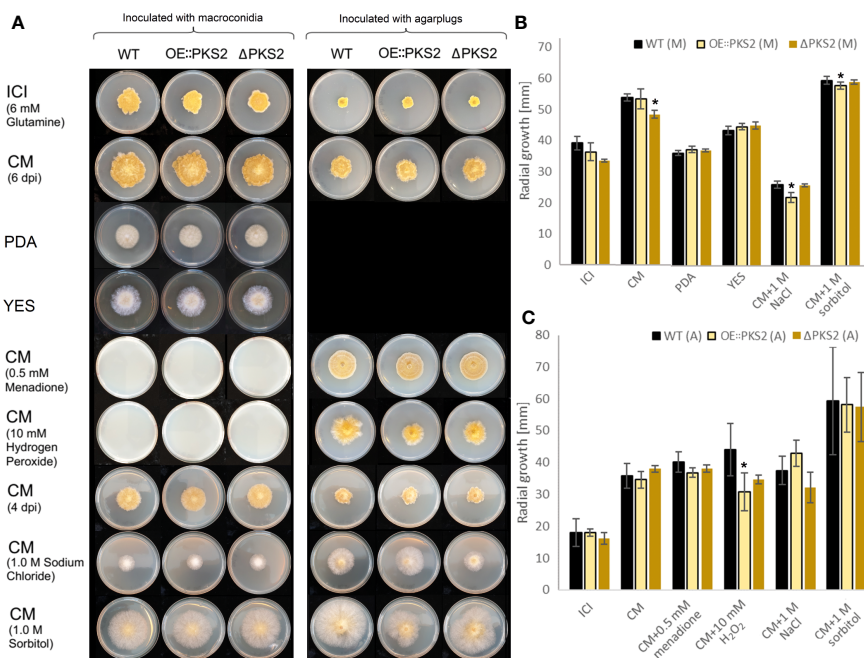 A
Inoculated with macroconidia
Inoculated with agarplugs
WT OE::PKS2 ΔPKS2
WT OE::PKS2 ΔPKS2
ICI
(6 mM
Glutamine)
CM
(6 dpi)
PDA
YES
CM
(0.5 mM
Menadione)
CM
(10 mM
Hydrogen
Peroxide)
CM
(4 dpi)
CM
(1.0 M Sodium
Chloride)
CM
(1.0 M
Sorbitol)
B
WT (M) OE::PKS2 (M) ΔPKS2 (M)
Radial growth [mm]
70
60
50
40
30
20
10
0
* * *
ICI
CM
PDA
YES
CM+1 M
NaCl
CM+1 M
sorbitol
C
WT (A) OE::PKS2 (A) ΔPKS2 (A)
Radial growth [mm]
80
70
60
50
40
30
20
10
0
*
ICI
CM
CM+0.5 mM
menadione
CM+10 mM
H₂O₂
CM+1 M
NaCl
CM+1 M
sorbitol